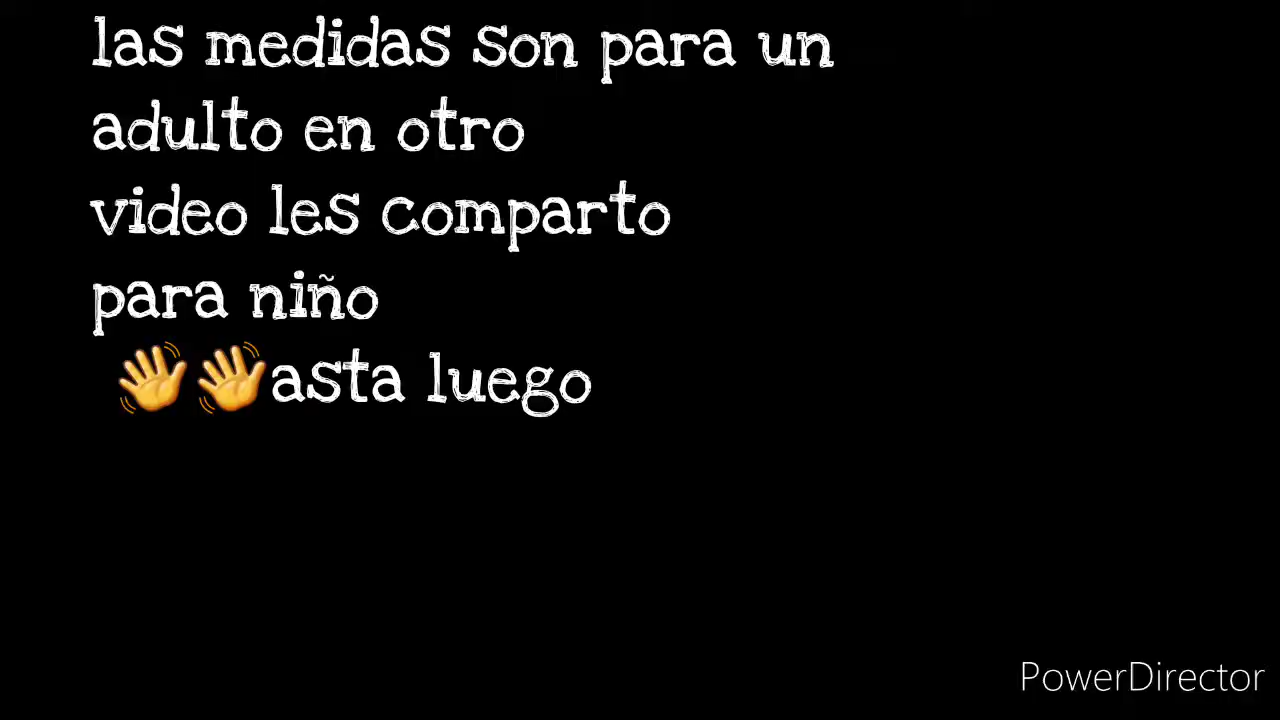 las medidas son para un
adulto en otro
video les comparto
para niño
👋👋asta luego
PowerDirector